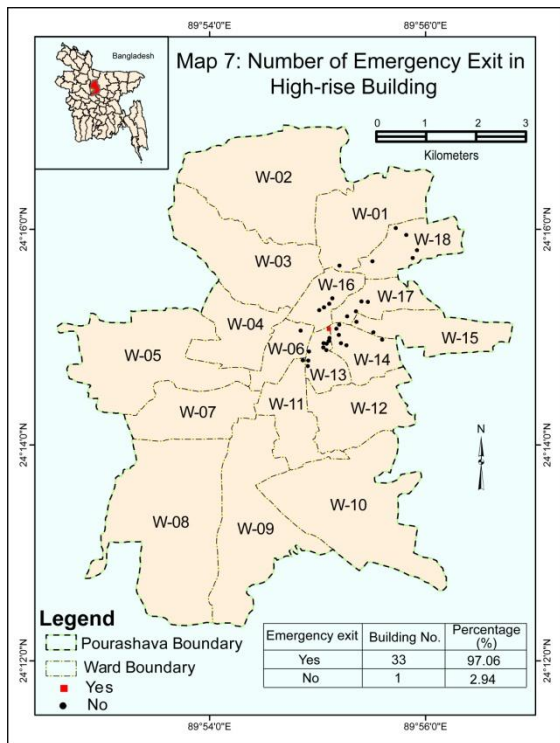 89°54'0"E
89°56'0"E
Bangladesh
Map 7: Number of Emergency Exit in
High-rise Building
0 1 2 3
Kilometers
24°16'0"N
24°16'0"N
W-02
W-01
W-18
W-03
W-16
W-17
W-04
W-15
W-05
W-06
W-14
W-13
W-07
W-11
W-12
N
24°14'0"N
24°14'0"N
W-10
W-08
W-09
Legend
Pourashava Boundary
Ward Boundary
Yes
No
Emergency exit Building No. Percentage
(%)
Yes 33 97.06
No 1 2.94
24°12'0"N
24°12'0"N
89°54'0"E
89°56'0"E